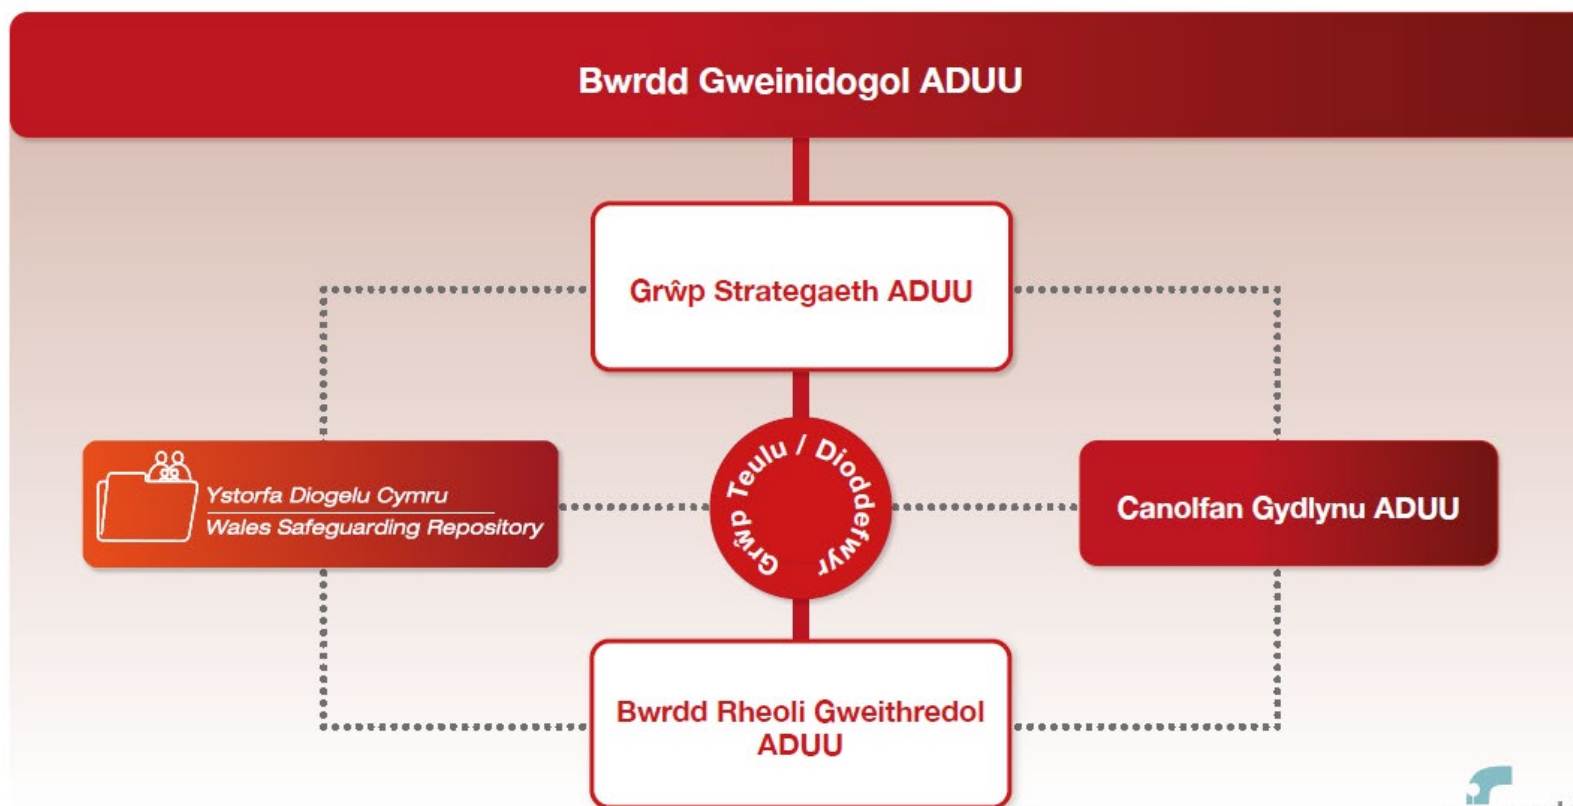 Bwrdd Gweinidogol ADUU
Grŵp Strategaeth ADUU
Ystorfa Diogelu Cymru
Wales Safeguarding Repository
Grŵp Teulu / Dioddefwyr
Canolfan Gydlynu ADUU
Bwrdd Rheoli Gweithredol
ADUU